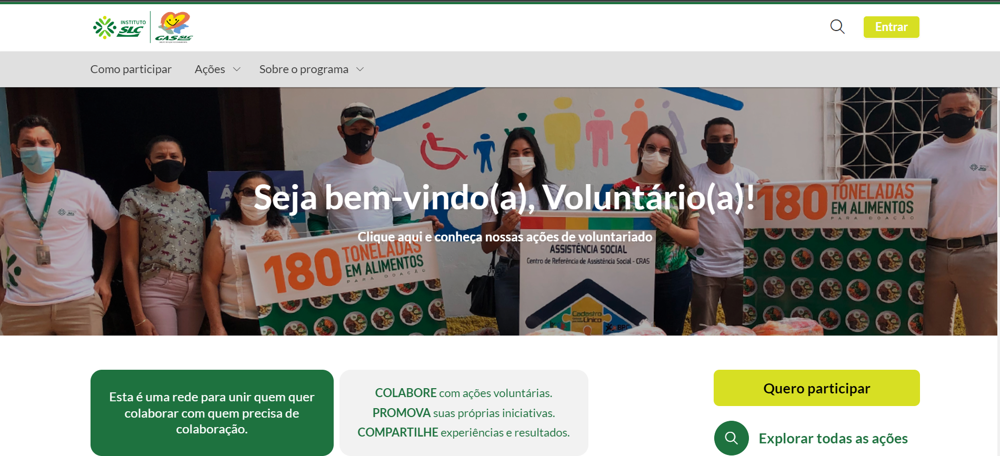 INSTITUTO
SLC
GAS SLC
Entrar
Como participar
Ações
Sobre o programa
Seja bem-vindo(a), Voluntário(a)!
Clique aqui e conheça nossas ações de voluntariado
180 TONELADAS
EM ALIMENTOS
PARA DOAÇÃO
180 TONELADAS
EM ALIMENTOS
PARA DOAÇÃO
ASSISTÊNCIA SOCIAL
Centro de Referência de Assistência Social - CRAS
Cadastro
Único
BPC
SLC
SLC
Esta é uma rede para unir quem quer
colaborar com quem precisa de
colaboração.
COLABORE com ações voluntárias.
PROMOVA suas próprias iniciativas.
COMPARTILHE experiências e resultados.
Quero participar
Explorar todas as ações